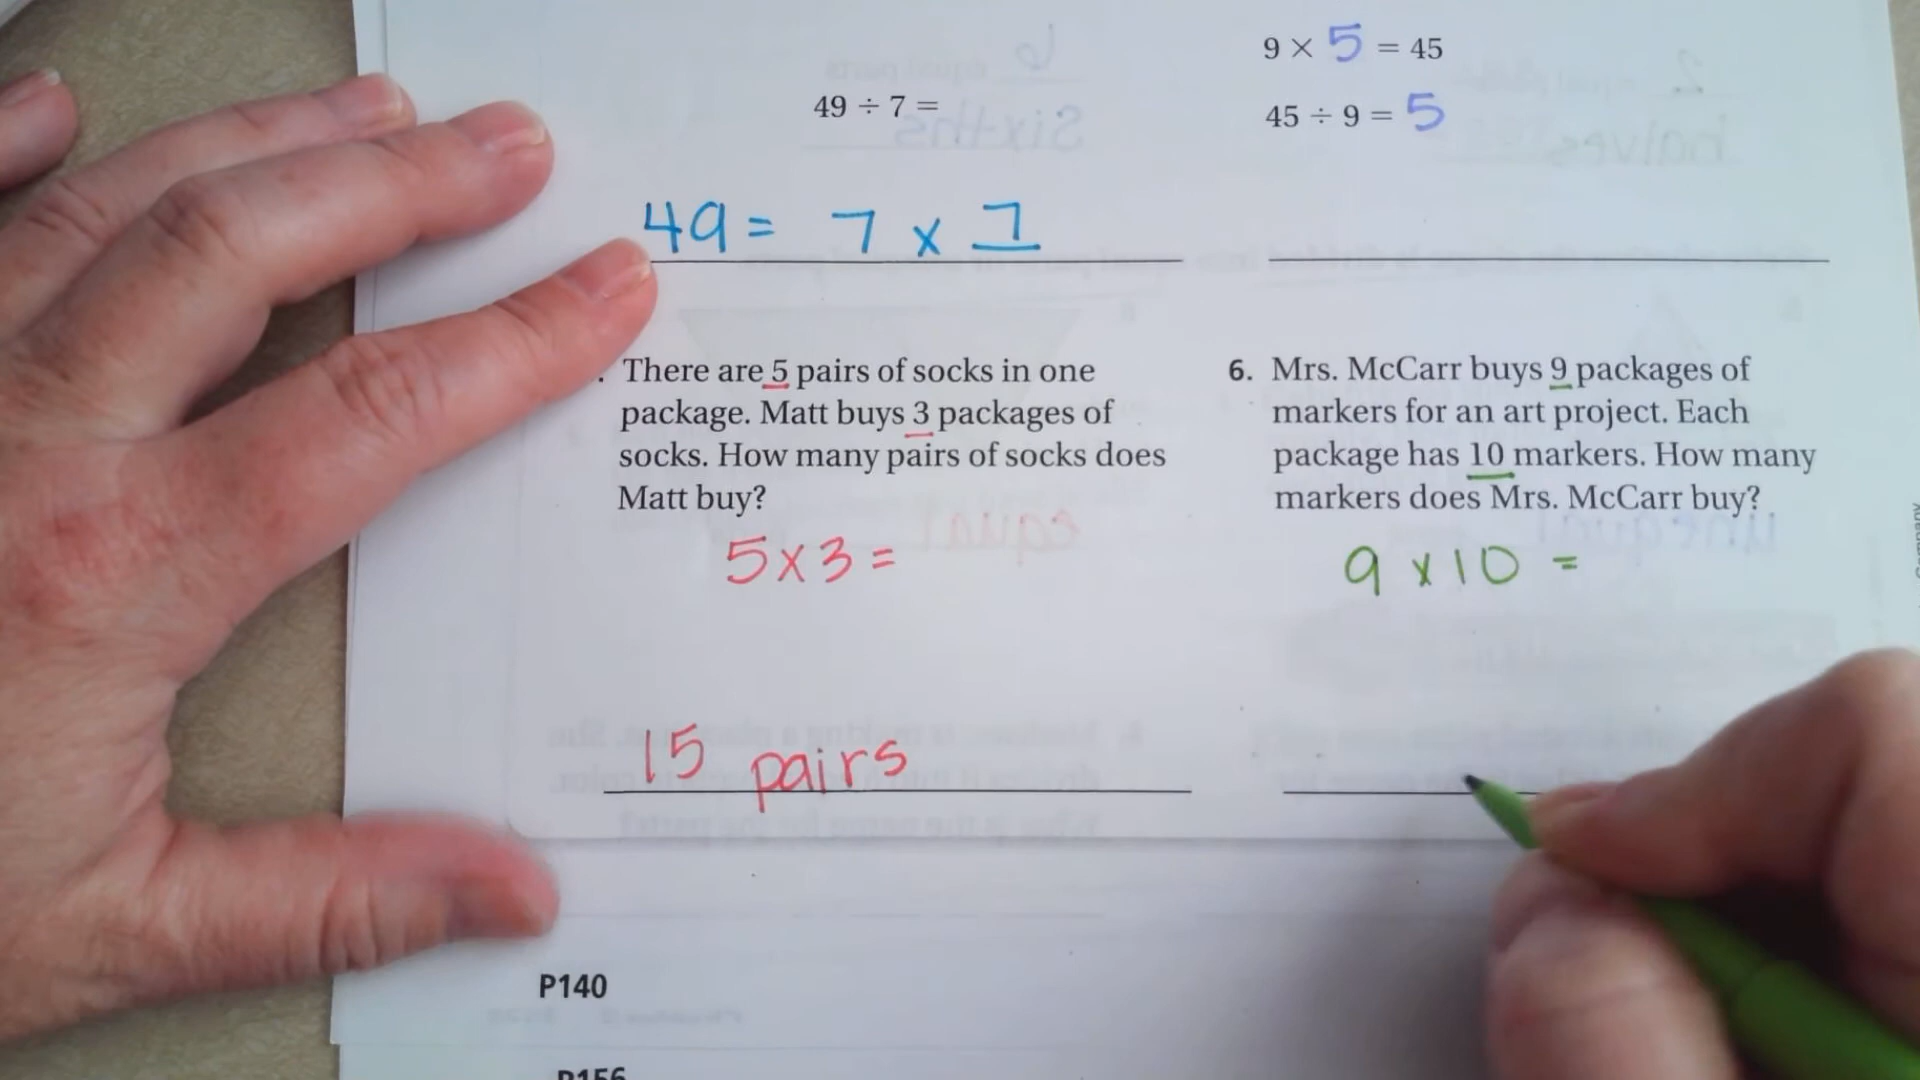 9 × 5 = 45
49 ÷ 7 =
45 ÷ 9 = 5
49 = 7 x 7
. There are 5 pairs of socks in one
package. Matt buys 3 packages of
socks. How many pairs of socks does
Matt buy?
5 x 3 =
15 pairs
6. Mrs. McCarr buys 9 packages of
markers for an art project. Each
package has 10 markers. How many
markers does Mrs. McCarr buy?
9 x 10 =
P140
P156